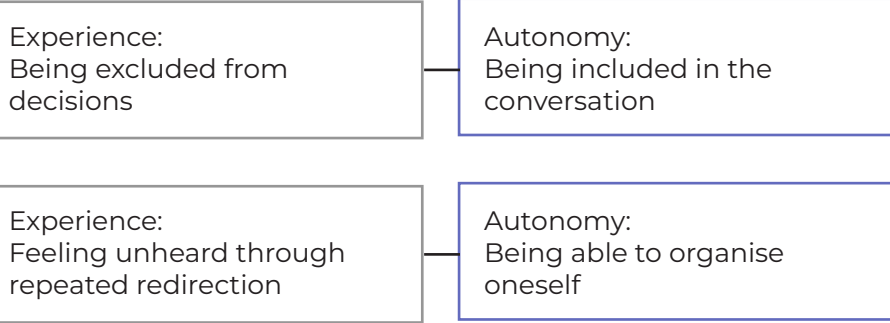 Experience:
Being excluded from
decisions
Autonomy:
Being included in the
conversation
Experience:
Feeling unheard through
repeated redirection
Autonomy:
Being able to organise
oneself